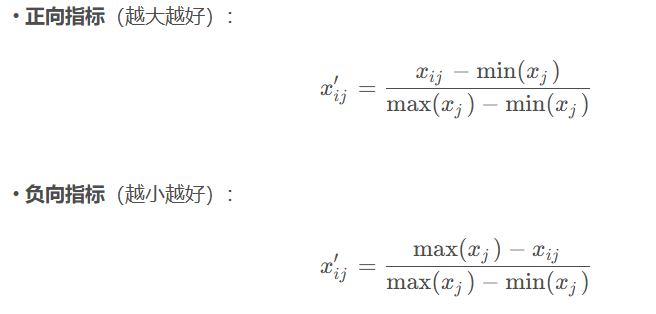 • 正向指标（越大越好）:
x′ij = (xij − min(xj)) / (max(xj) − min(xj))
• 负向指标（越小越好）:
x′ij = (max(xj) − xij) / (max(xj) − min(xj))